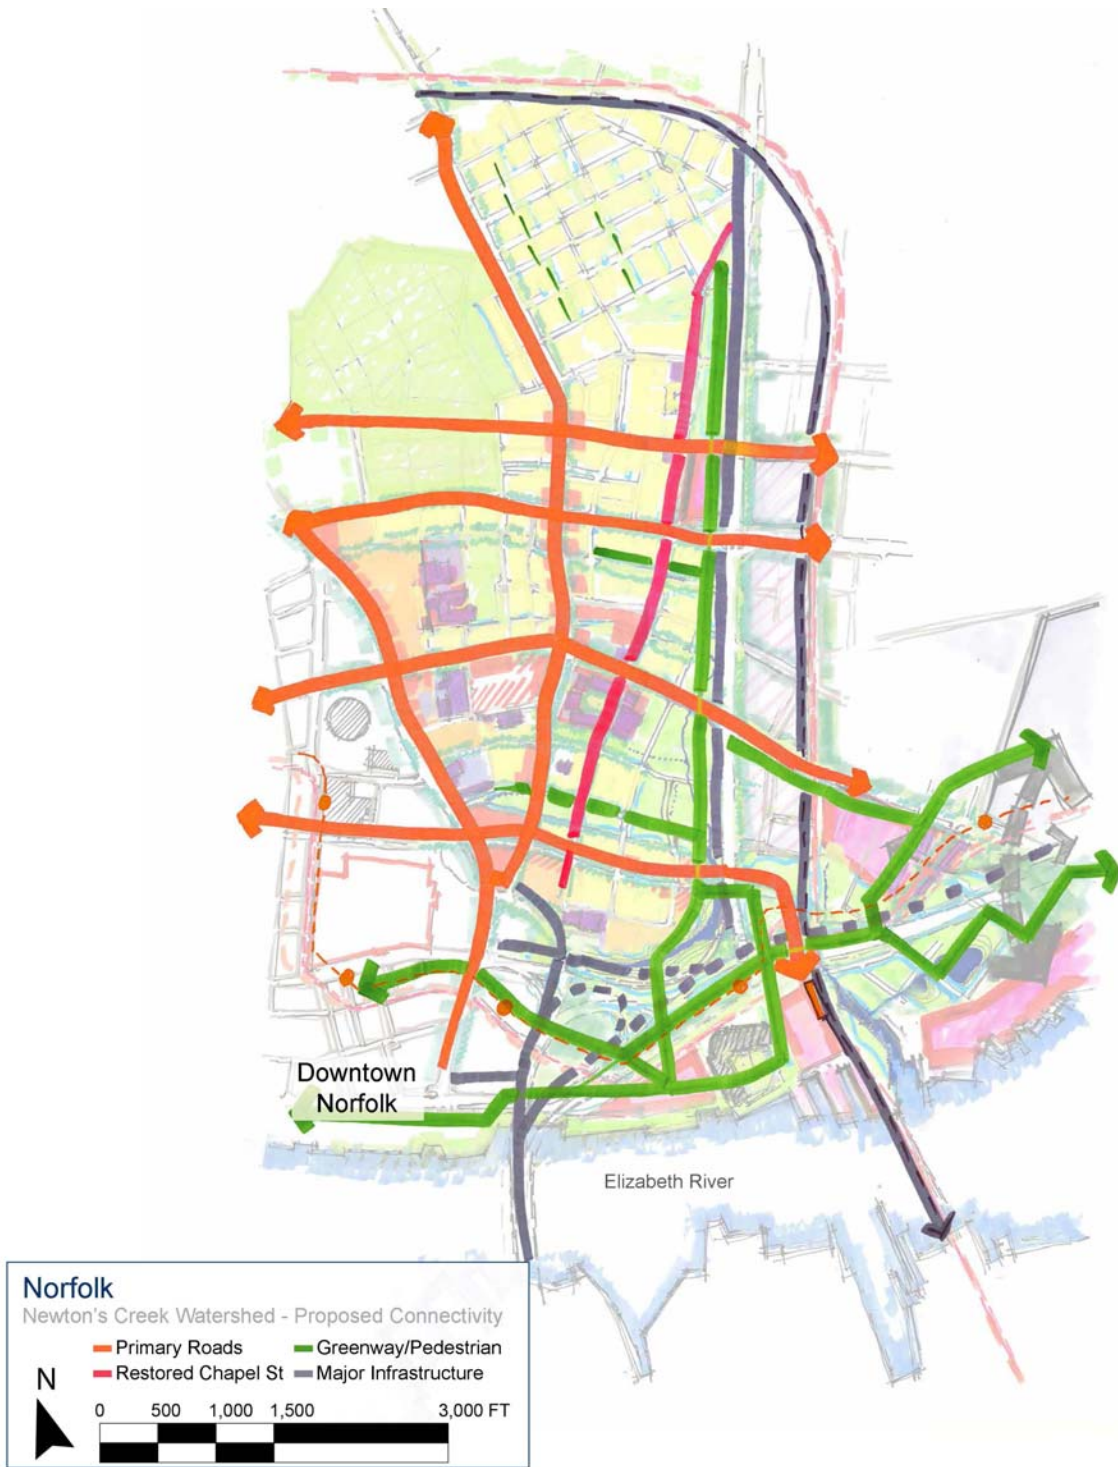 Downtown
Norfolk
Elizabeth River
Norfolk
Newton's Creek Watershed - Proposed Connectivity
Primary Roads
Greenway/Pedestrian
Restored Chapel St
Major Infrastructure
N
0 500 1,000 1,500 3,000 FT